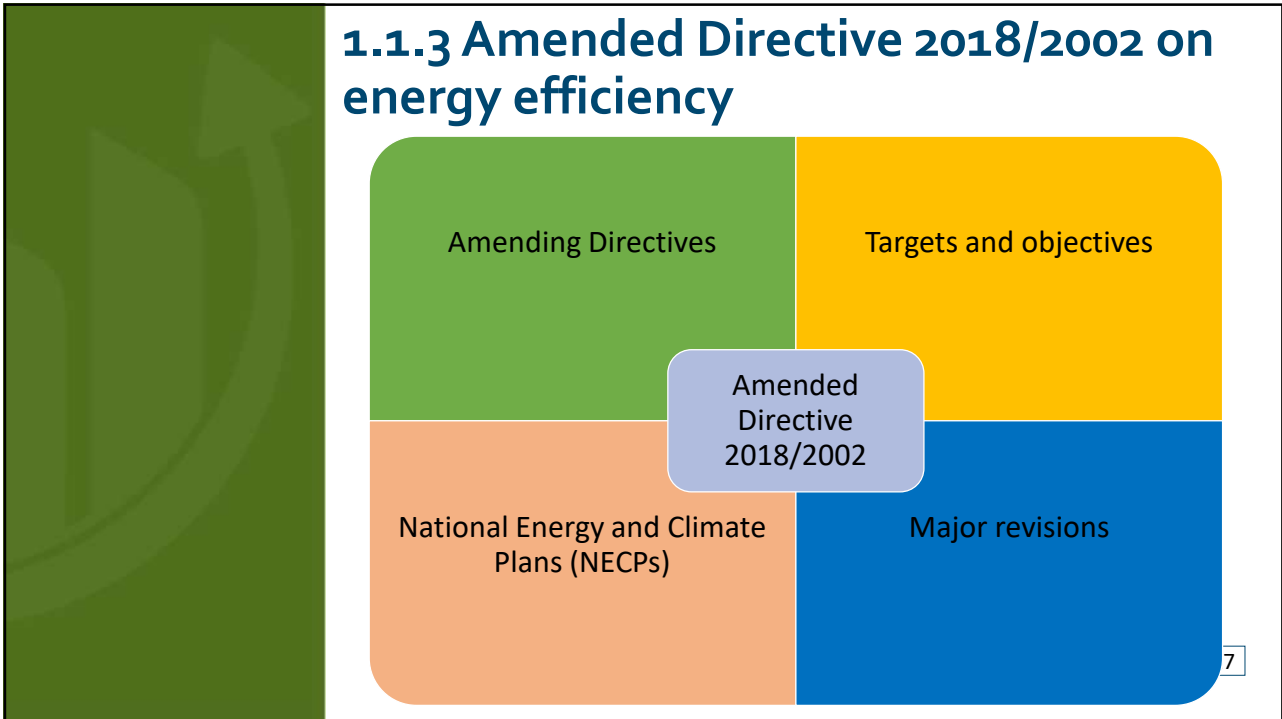 1.1.3 Amended Directive 2018/2002 on
energy efficiency
Amending Directives
Targets and objectives
Amended
Directive
2018/2002
National Energy and Climate
Plans (NECPs)
Major revisions
7